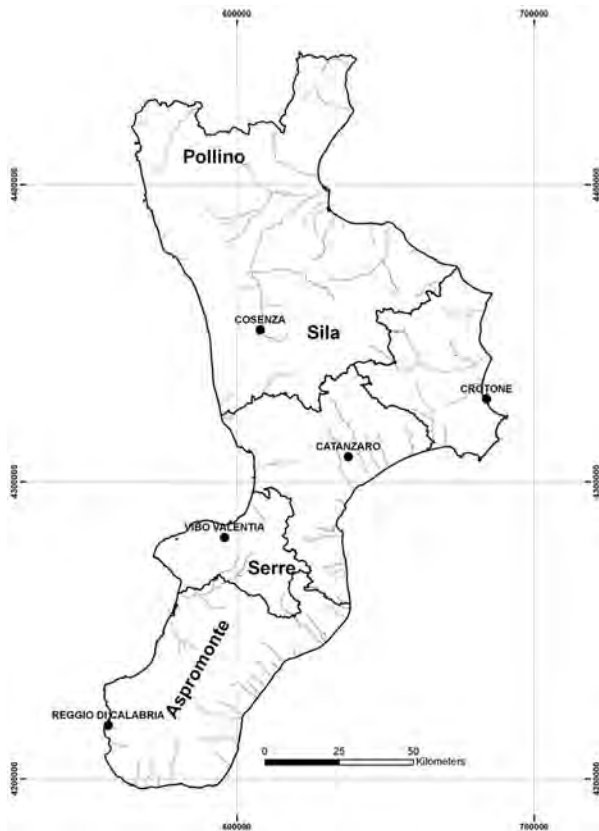 600000
700000
Pollino
4400000
4400000
COSENZA
Sila
CROTONE
CATANZARO
4300000
4300000
VIBO VALENTIA
Serre
Aspromonte
REGGIO DI CALABRIA
0 25 50
Kilometers
4200000
4200000
600000
700000